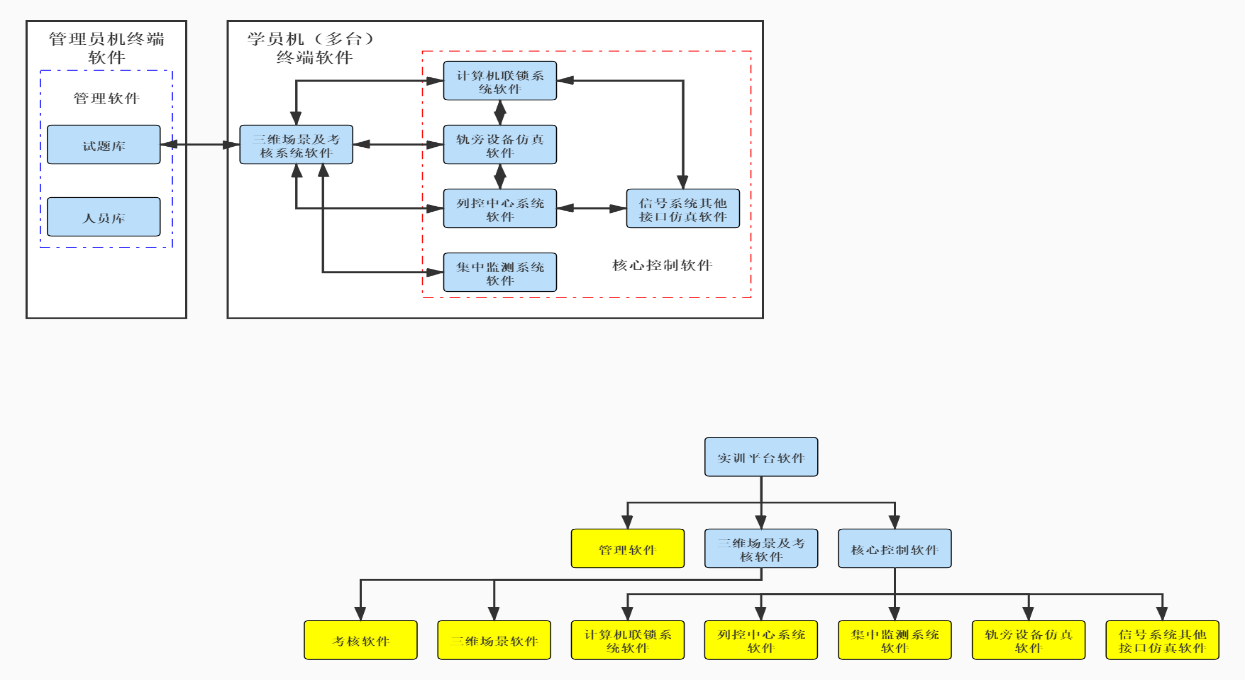 管理员机终端
软件
管理软件
试题库
人员库
学员机（多台）
终端软件
三维场景及考
核系统软件
计算机联锁系
统软件
轨旁设备仿真
软件
列控中心系统
软件
信号系统其他
接口仿真软件
集中监测系统
软件
核心控制软件
实训平台软件
管理软件
三维场景及考
核软件
核心控制软件
考核软件
三维场景软件
计算机联锁系
统软件
列控中心系统
软件
集中监测系统
软件
轨旁设备仿真
软件
信号系统其他
接口仿真软件